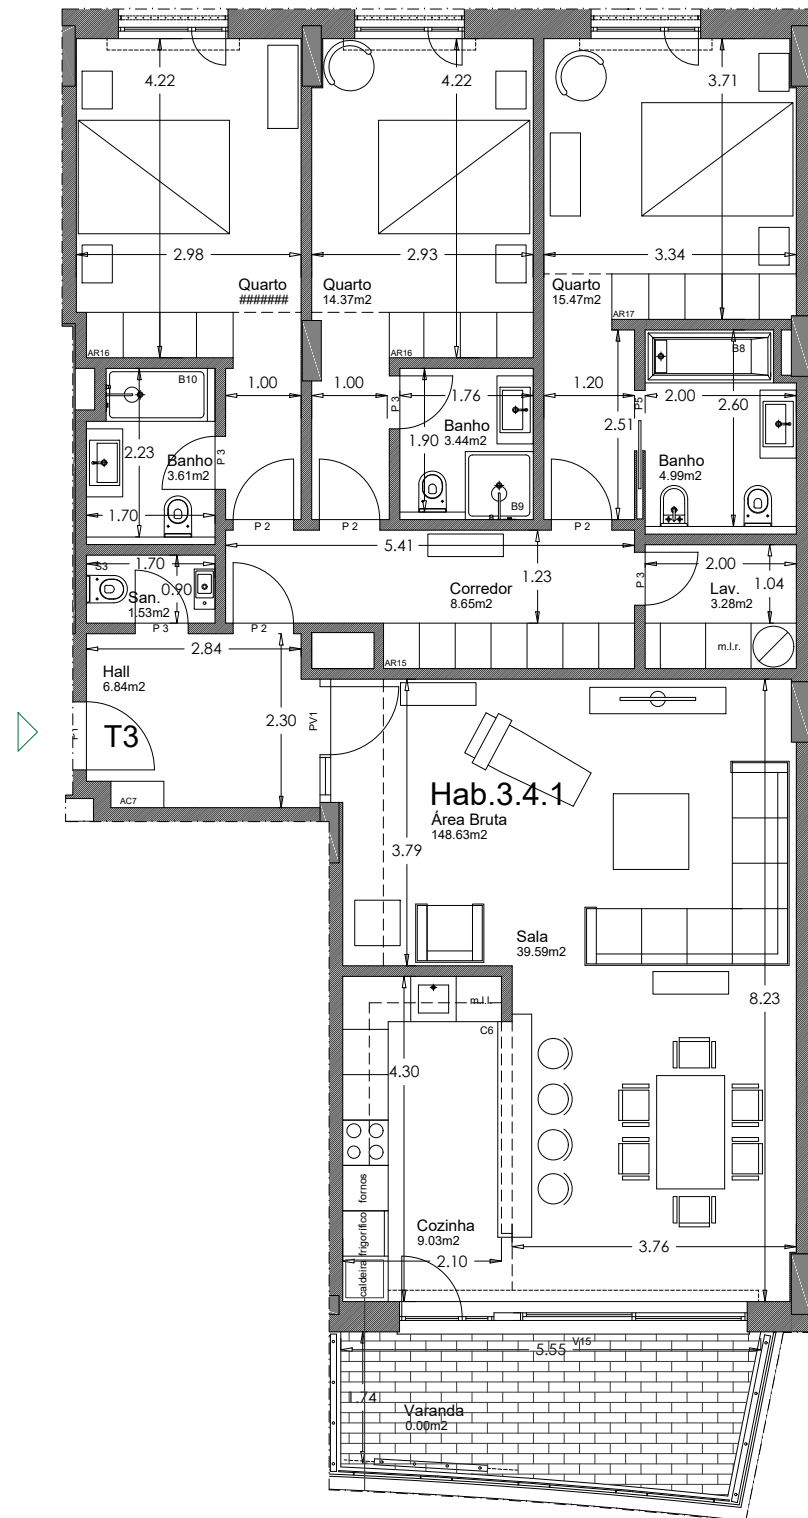 4.22
4.22
3.71
2.98
2.93
3.34
Quarto
#######
Quarto
14.37m2
Quarto
15.47m2
AR17
AR16
AR16
B8
B10
1.00
1.00
1.76
1.20
2.00
2.60
P 3
P5
2.51
Banho
3.44m2
1.90
2.23
Banho
3.61m2
P 3
Banho
4.99m2
B9
1.70
P 2
P 2
P 2
5.41
1.23
S3
1.70
0.90
San.
1.53m2
Corredor
8.65m2
P 3
2.00
1.04
Lav.
3.28m2
P 3
P 2
m.l.r.
2.84
AR15
Hall
6.84m2
2.30
PV1
P1
T3
AC7
Hab.3.4.1
Área Bruta
148.63m2
3.79
Sala
39.59m2
8.23
m.l.l.
C6
4.30
fornos
frigorífico
caldeira
Cozinha
9.03m2
2.10
3.76
V15
5.55
1.74
Varanda
0.00m2